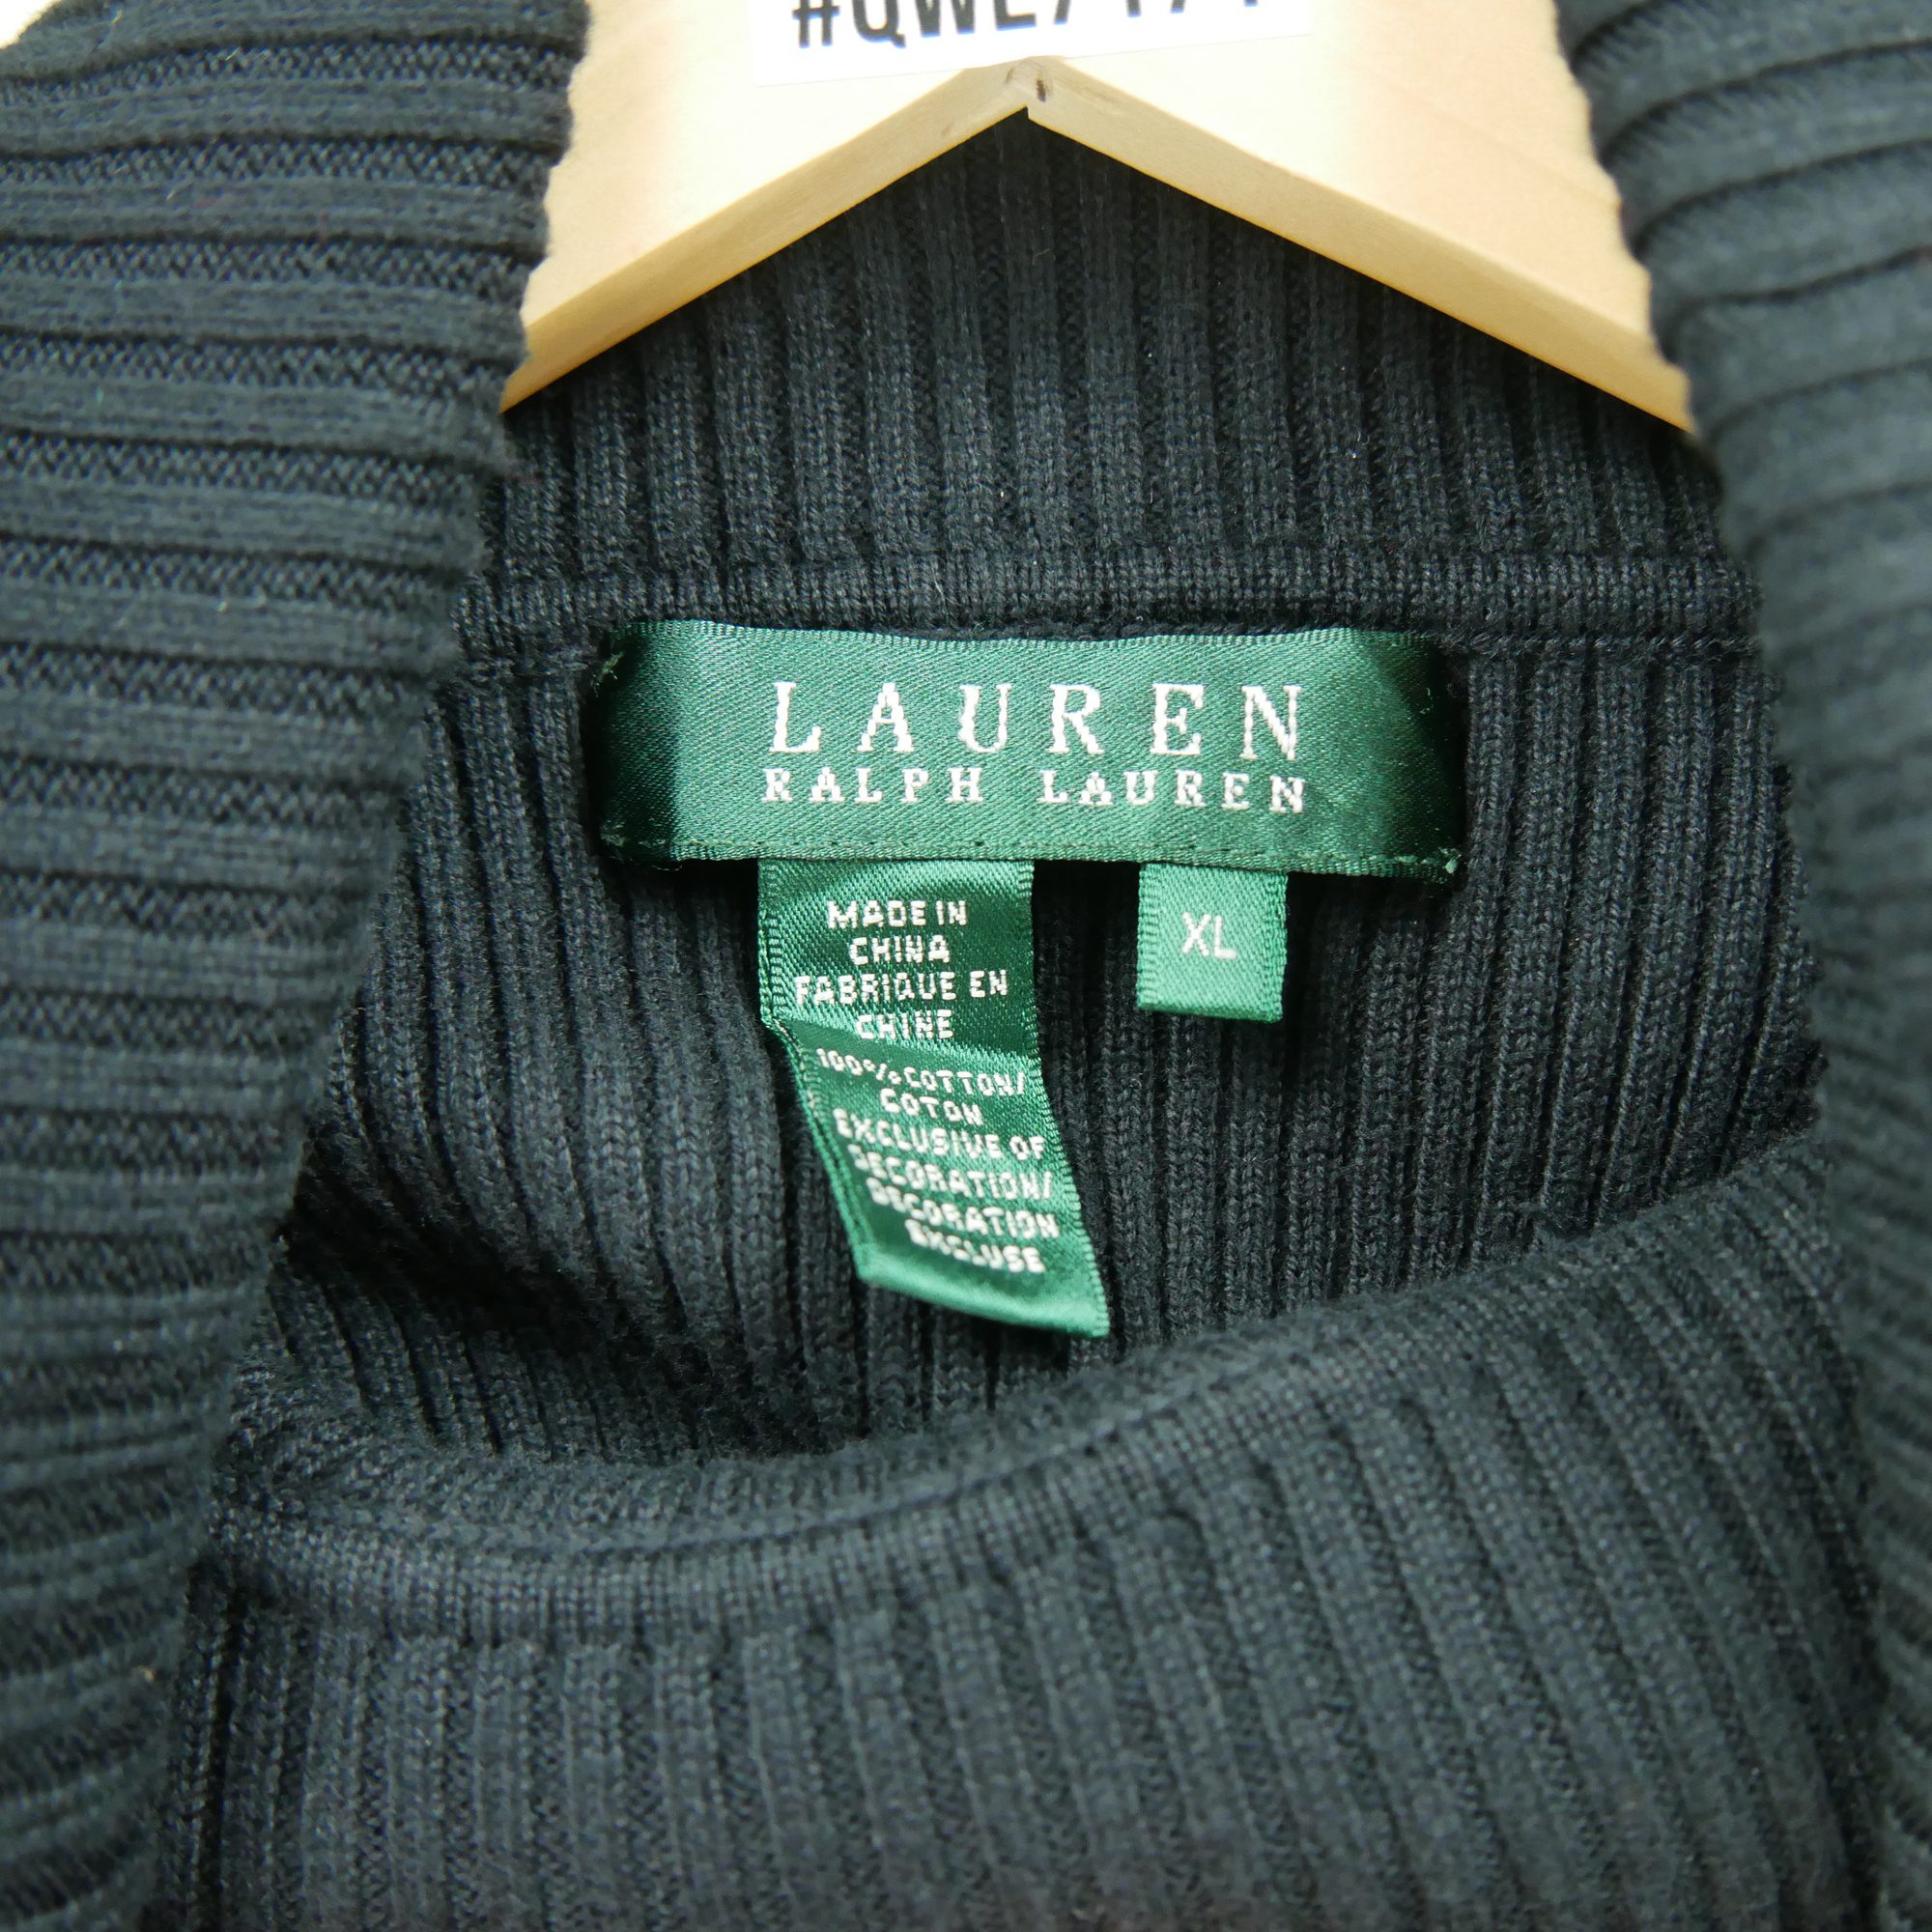 LAUREN
RALPH LAUREN
MADE IN
CHINA
FABRIQUE EN
CHINE
XL
100% COTTON/
COTON
EXCLUSIVE OF
DECORATION/
DECORATION
EXCLUSE